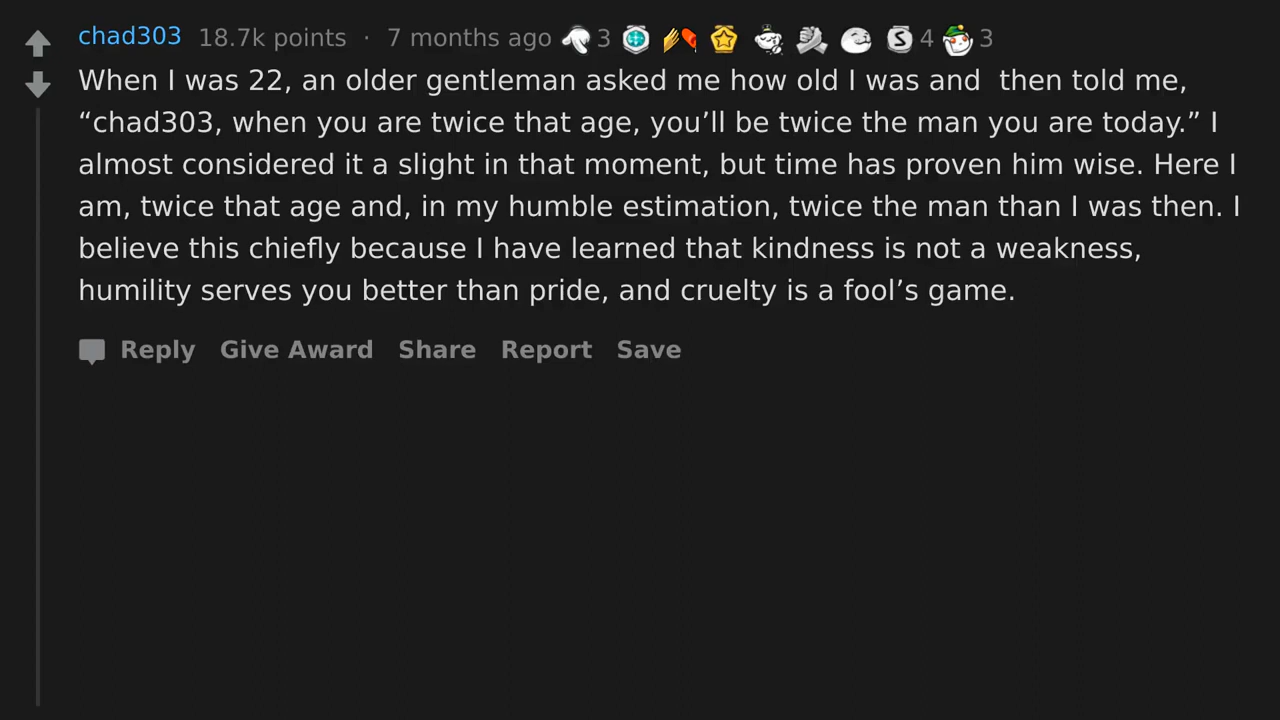 chad303 18.7k points · 7 months ago 3 S 4 3
When I was 22, an older gentleman asked me how old I was and  then told me,
“chad303, when you are twice that age, you’ll be twice the man you are today.” I
almost considered it a slight in that moment, but time has proven him wise. Here I
am, twice that age and, in my humble estimation, twice the man than I was then. I
believe this chiefly because I have learned that kindness is not a weakness,
humility serves you better than pride, and cruelty is a fool’s game.
Reply Give Award Share Report Save